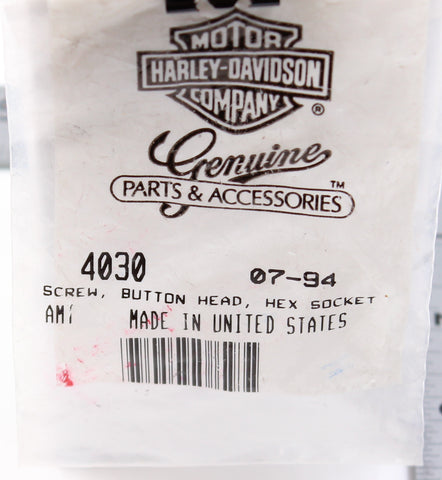 MOTOR
HARLEY-DAVIDSON
COMPANY ®
Genuine
PARTS & ACCESSORIES ™
4030 07-94
SCREW, BUTTON HEAD, HEX SOCKET
MADE IN UNITED STATES